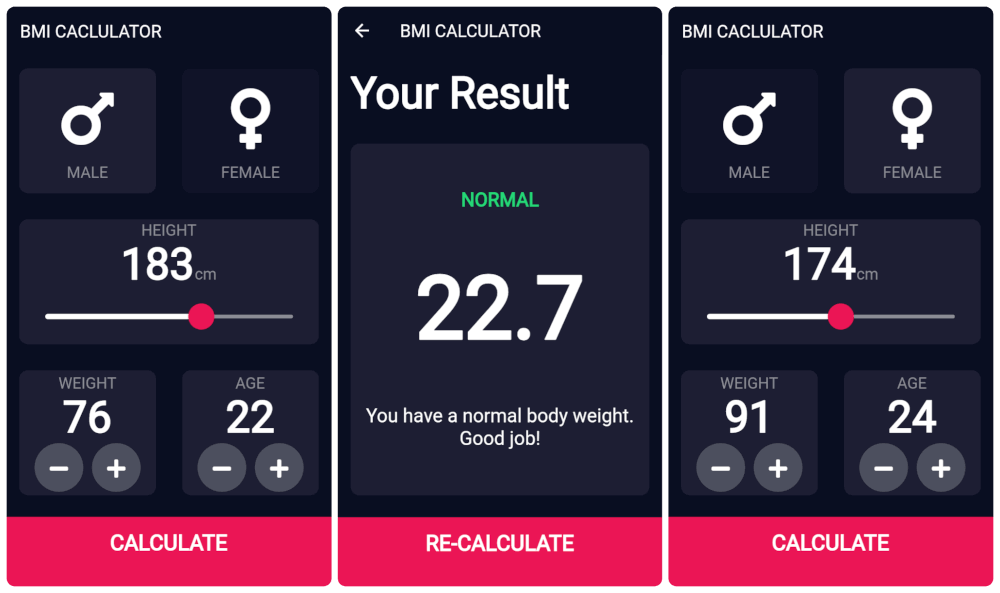 BMI CACLULATOR
MALE
FEMALE
HEIGHT
183cm
WEIGHT
76
AGE
22
CALCULATE
BMI CALCULATOR
Your Result
NORMAL
22.7
You have a normal body weight.
Good job!
RE-CALCULATE
BMI CACLULATOR
MALE
FEMALE
HEIGHT
174cm
WEIGHT
91
AGE
24
CALCULATE